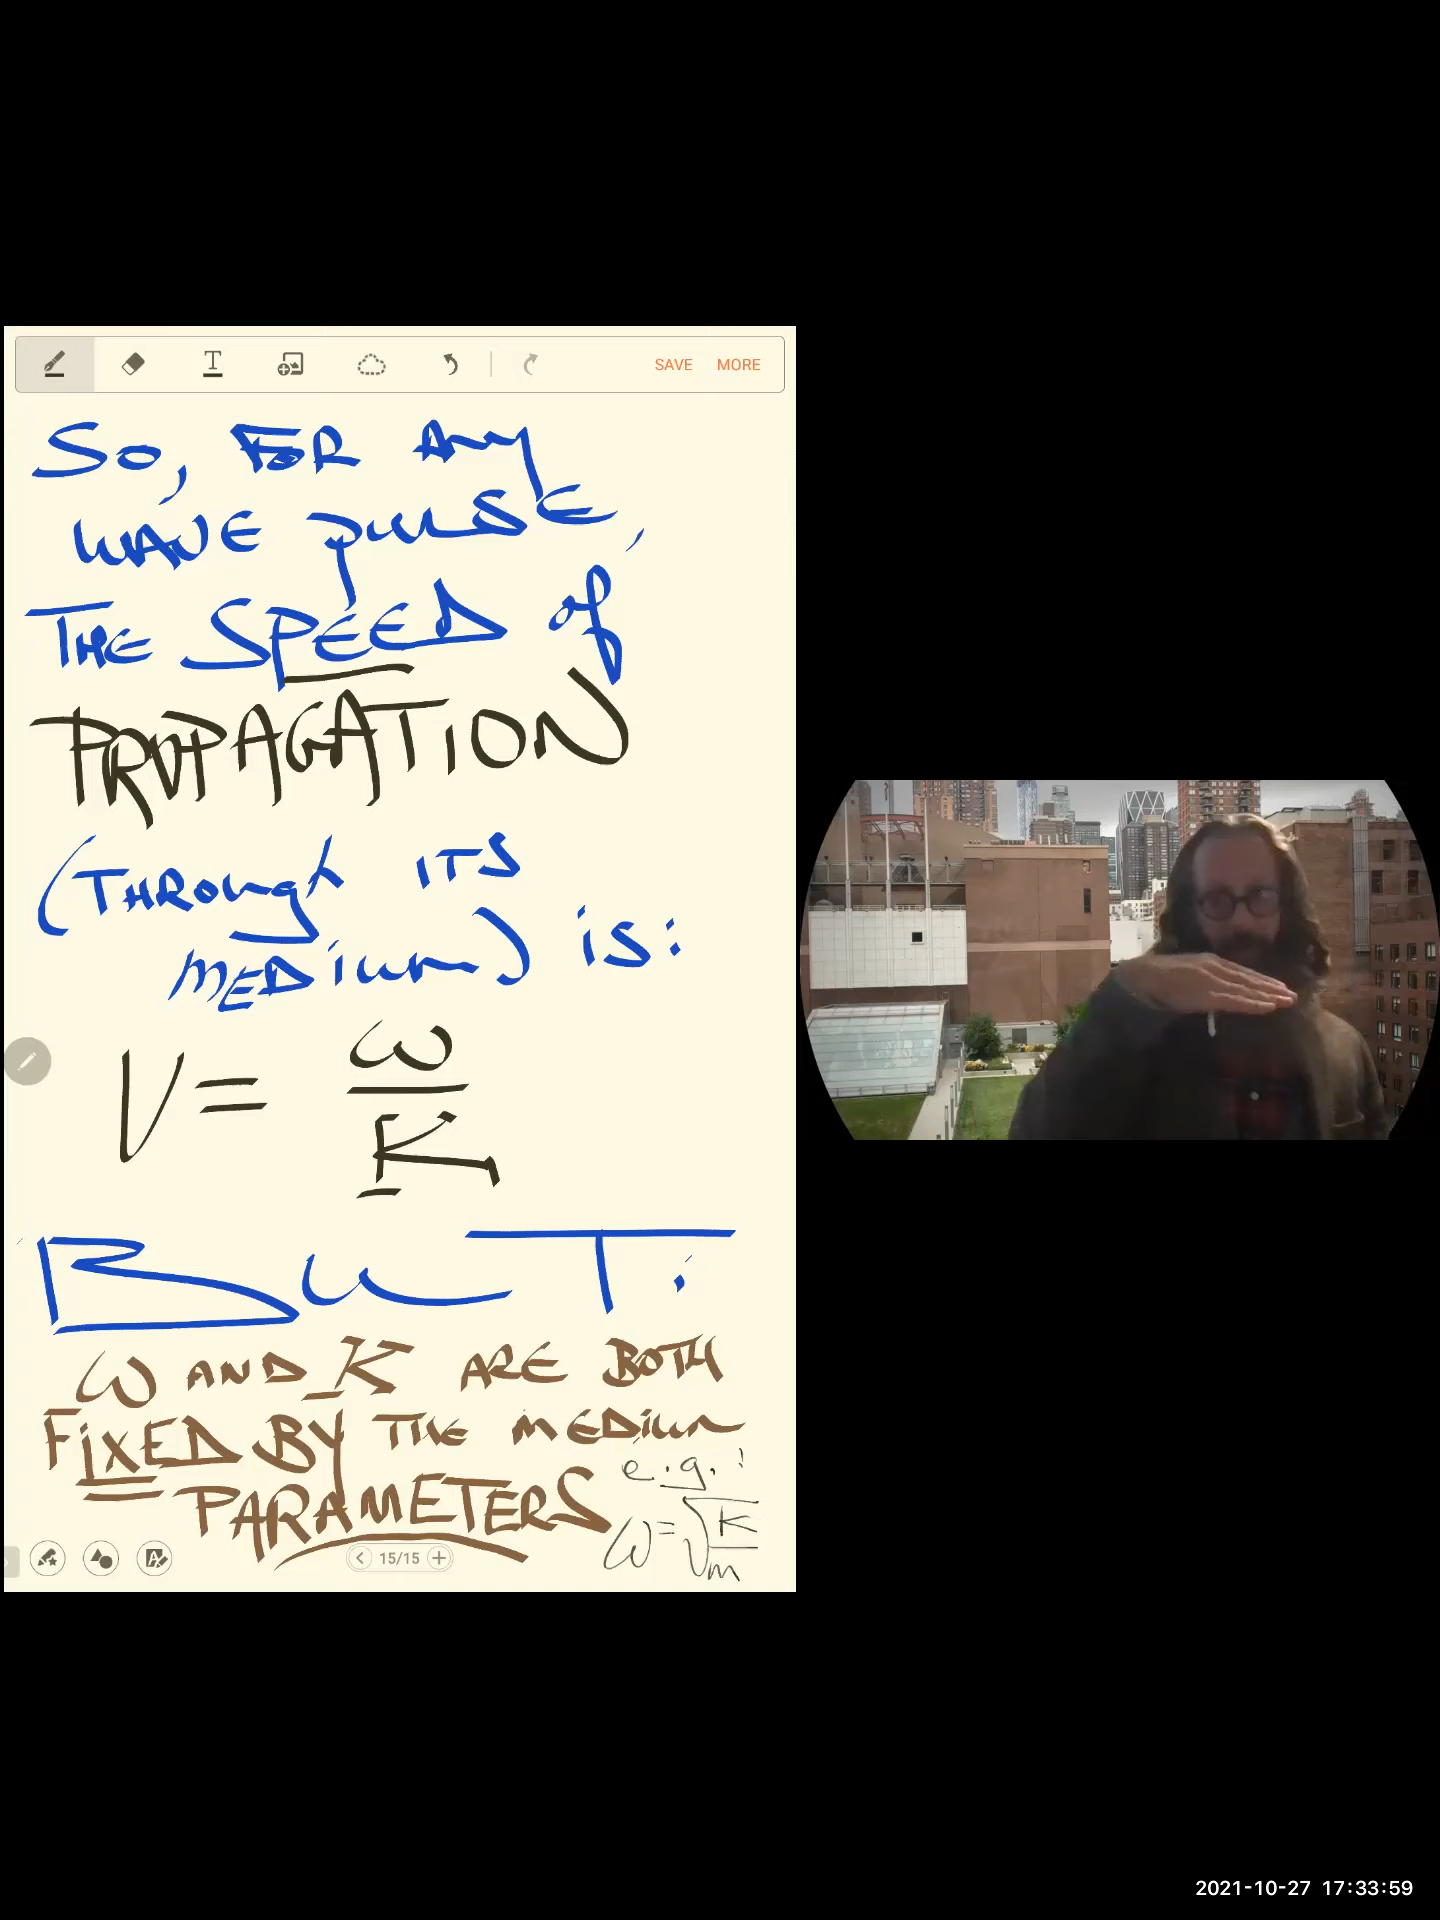 T
SAVE MORE
So, FOR Any
WAVE pulsE,
THE SPEED of
PROPAGATION
(THROugh ITS
MEDium) is:
V = ω
K
BuT:
ω AND K ARE BOTH
FiXED BY THE MEDium
PARAMETERS
e.g.:
ω = √K
m
15/15
2021-10-27 17:33:59